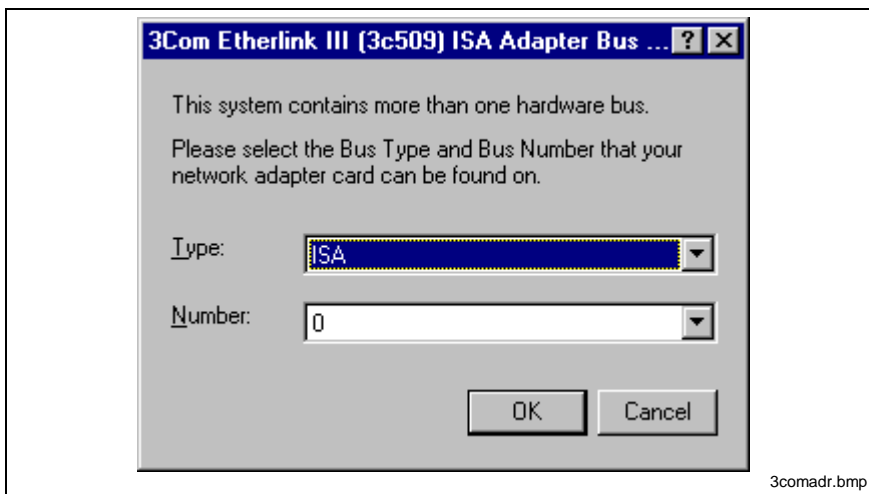 3Com Etherlink III (3c509) ISA Adapter Bus ...
This system contains more than one hardware bus.
Please select the Bus Type and Bus Number that your
network adapter card can be found on.
Type: ISA
Number: 0
OK Cancel
3comadr.bmp